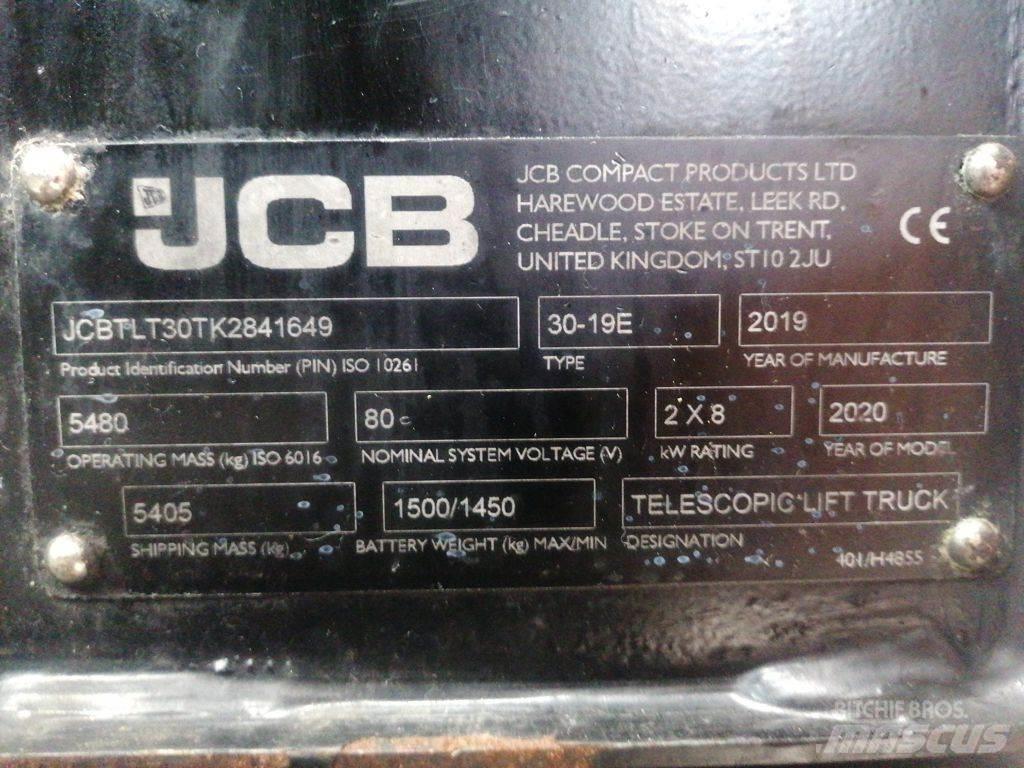 JCB
JCB COMPACT PRODUCTS LTD
HAREWOOD ESTATE, LEEK RD,
CHEADLE, STOKE ON TRENT,
UNITED KINGDOM, ST10 2JU
CE
JCBTLT30TK2841649
Product Identification Number (PIN) ISO 10261
30-19E
TYPE
2019
YEAR OF MANUFACTURE
5480
OPERATING MASS (kg) ISO 6016
80
NOMINAL SYSTEM VOLTAGE (V)
2 X 8
kW RATING
2020
YEAR OF MODEL
5405
SHIPPING MASS (kg)
1500/1450
BATTERY WEIGHT (kg) MAX/MIN
TELESCOPIC LIFT TRUCK
DESIGNATION
401/H4855
RITCHIE BROS.
MASCUS